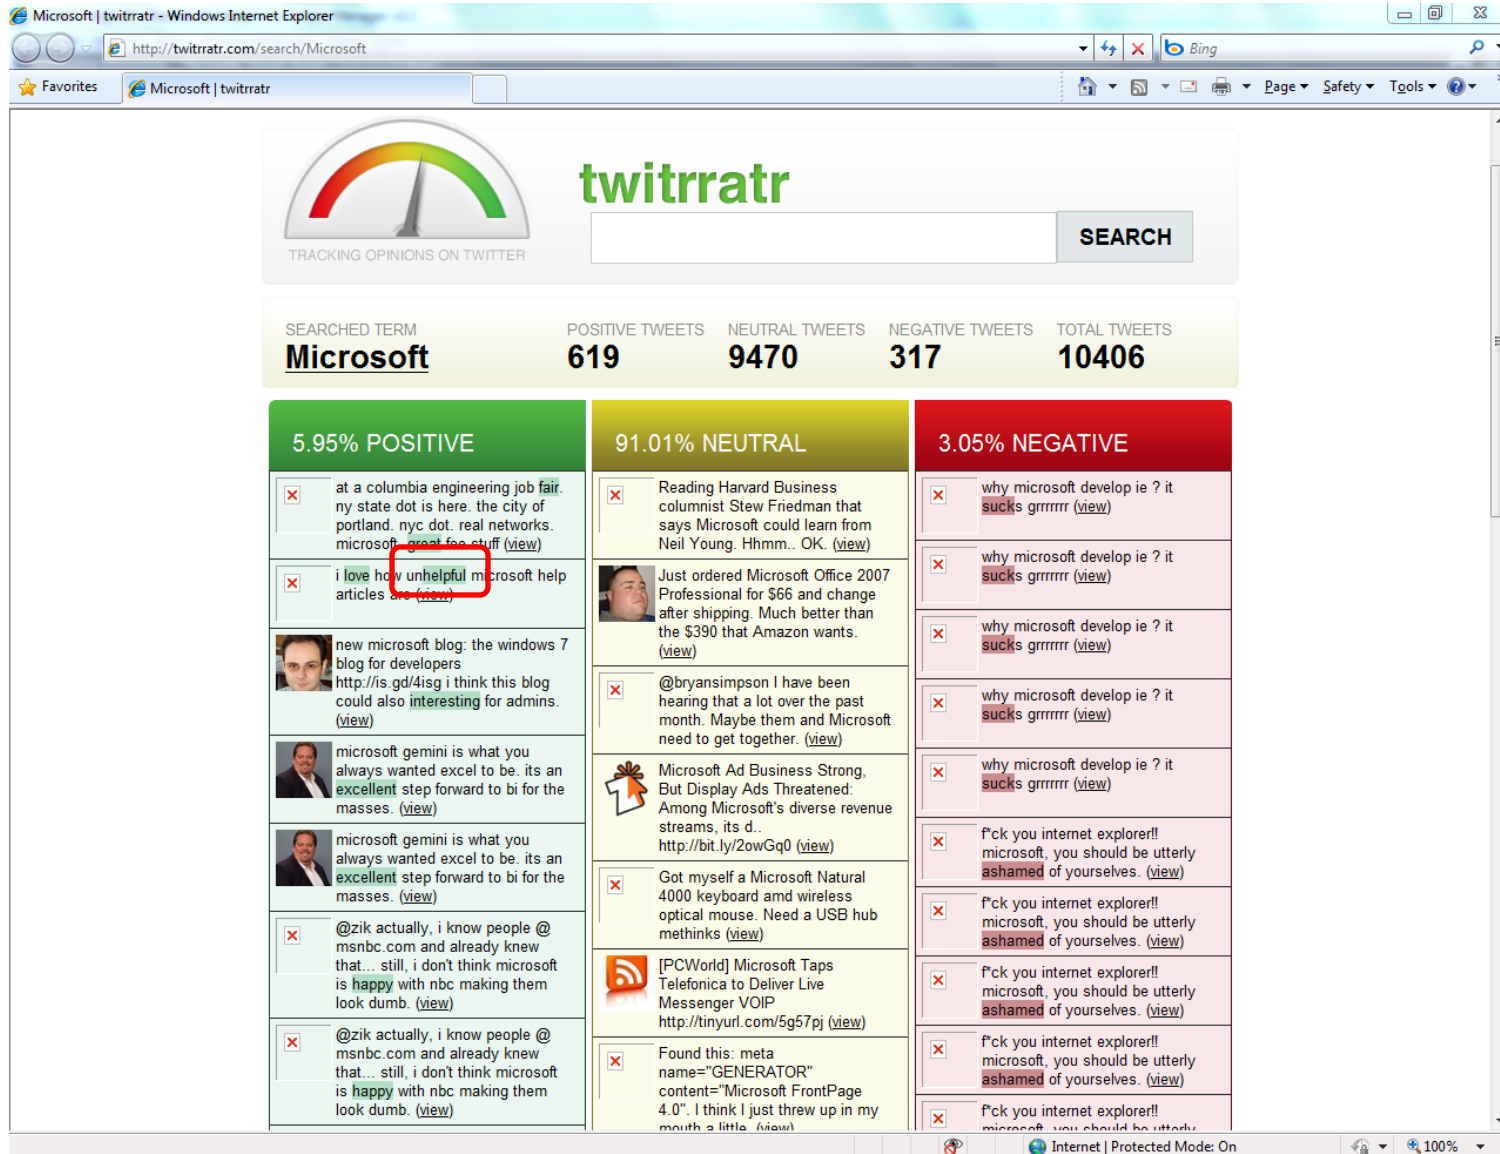 Microsoft | twitrratr - Windows Internet Explorer
http://twitrratr.com/search/Microsoft
Bing
Favorites
Microsoft | twitrratr
Page
Safety
Tools
twitrratr
SEARCH
TRACKING OPINIONS ON TWITTER
SEARCHED TERM
Microsoft
POSITIVE TWEETS
619
NEUTRAL TWEETS
9470
NEGATIVE TWEETS
317
TOTAL TWEETS
10406
5.95% POSITIVE
at a columbia engineering job fair.
ny state dot is here. the city of
portland. nyc dot. real networks.
microsoft. great fee stuff (view)
i love how unhelpful microsoft help
articles are (view)
new microsoft blog: the windows 7
blog for developers
http://is.gd/4isg i think this blog
could also interesting for admins.
(view)
microsoft gemini is what you
always wanted excel to be. its an
excellent step forward to bi for the
masses. (view)
microsoft gemini is what you
always wanted excel to be. its an
excellent step forward to bi for the
masses. (view)
@zik actually, i know people @
msnbc.com and already knew
that... still, i don't think microsoft
is happy with nbc making them
look dumb. (view)
@zik actually, i know people @
msnbc.com and already knew
that... still, i don't think microsoft
is happy with nbc making them
look dumb. (view)
91.01% NEUTRAL
Reading Harvard Business
columnist Stew Friedman that
says Microsoft could learn from
Neil Young. Hhmm.. OK. (view)
Just ordered Microsoft Office 2007
Professional for $66 and change
after shipping. Much better than
the $390 that Amazon wants.
(view)
@bryansimpson I have been
hearing that a lot over the past
month. Maybe them and Microsoft
need to get together. (view)
Microsoft Ad Business Strong,
But Display Ads Threatened:
Among Microsoft's diverse revenue
streams, its d..
http://bit.ly/2owGq0 (view)
Got myself a Microsoft Natural
4000 keyboard amd wireless
optical mouse. Need a USB hub
methinks (view)
[PCWorld] Microsoft Taps
Telefonica to Deliver Live
Messenger VOIP
http://tinyurl.com/5g57pj (view)
Found this: meta
name="GENERATOR"
content="Microsoft FrontPage
4.0". I think I just threw up in my
mouth a little. (view)
3.05% NEGATIVE
why microsoft develop ie ? it
sucks grrrrrrr (view)
why microsoft develop ie ? it
sucks grrrrrrr (view)
why microsoft develop ie ? it
sucks grrrrrrr (view)
why microsoft develop ie ? it
sucks grrrrrrr (view)
why microsoft develop ie ? it
sucks grrrrrrr (view)
f*ck you internet explorer!!
microsoft, you should be utterly
ashamed of yourselves. (view)
f*ck you internet explorer!!
microsoft, you should be utterly
ashamed of yourselves. (view)
f*ck you internet explorer!!
microsoft, you should be utterly
ashamed of yourselves. (view)
f*ck you internet explorer!!
microsoft, you should be utterly
ashamed of yourselves. (view)
f*ck you internet explorer!!
microsoft, you should be utterly
Internet | Protected Mode: On
100%